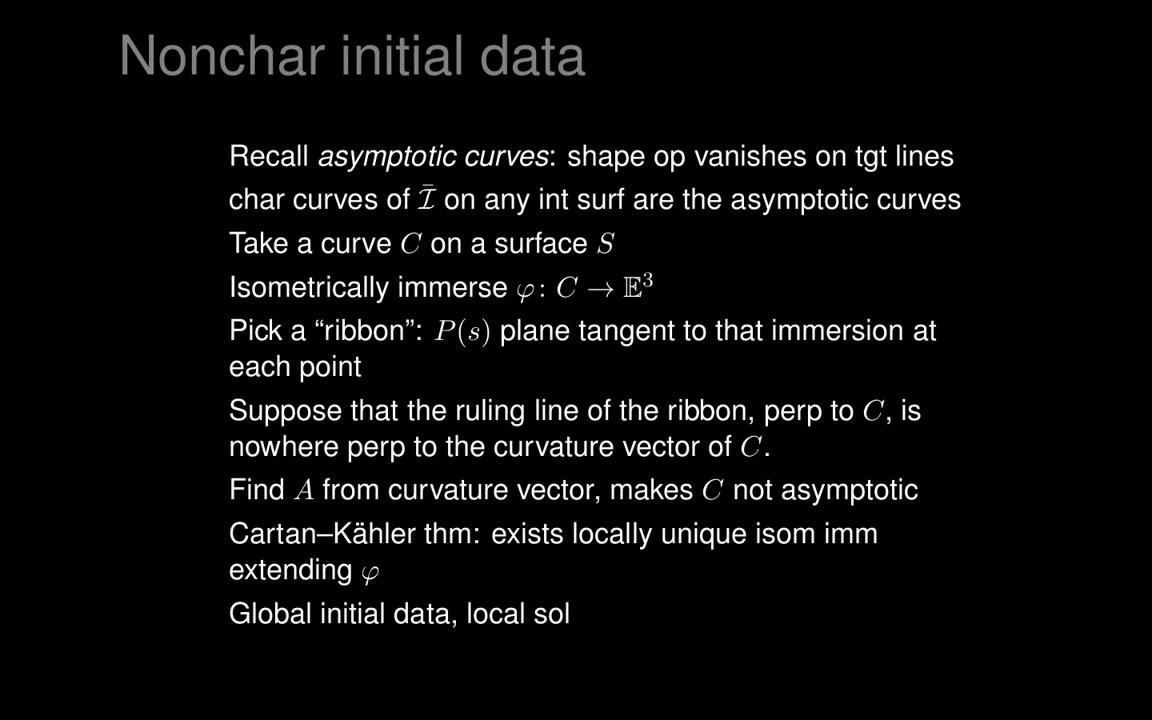 Nonchar initial data
Recall asymptotic curves: shape op vanishes on tgt lines
char curves of Ī on any int surf are the asymptotic curves
Take a curve C on a surface S
Isometrically immerse φ: C → 𝔼³
Pick a “ribbon”: P(s) plane tangent to that immersion at
each point
Suppose that the ruling line of the ribbon, perp to C, is
nowhere perp to the curvature vector of C.
Find A from curvature vector, makes C not asymptotic
Cartan–Kähler thm: exists locally unique isom imm
extending φ
Global initial data, local sol